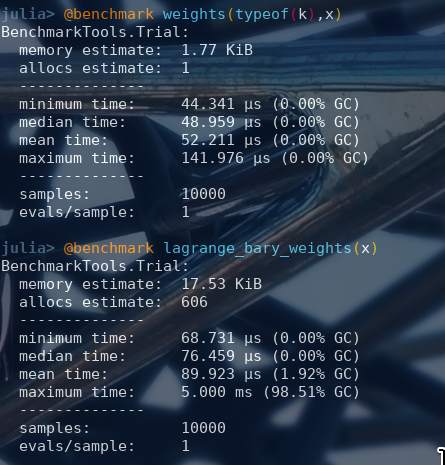 julia> @benchmark weights(typeof(k),x)
BenchmarkTools.Trial:
  memory estimate:  1.77 KiB
  allocs estimate:  1
  --------------
  minimum time:     44.341 μs (0.00% GC)
  median time:      48.959 μs (0.00% GC)
  mean time:        52.211 μs (0.00% GC)
  maximum time:     141.976 μs (0.00% GC)
  --------------
  samples:          10000
  evals/sample:     1
julia> @benchmark lagrange_bary_weights(x)
BenchmarkTools.Trial:
  memory estimate:  17.53 KiB
  allocs estimate:  606
  --------------
  minimum time:     68.731 μs (0.00% GC)
  median time:      76.459 μs (0.00% GC)
  mean time:        89.923 μs (1.92% GC)
  maximum time:     5.000 ms (98.51% GC)
  --------------
  samples:          10000
  evals/sample:     1